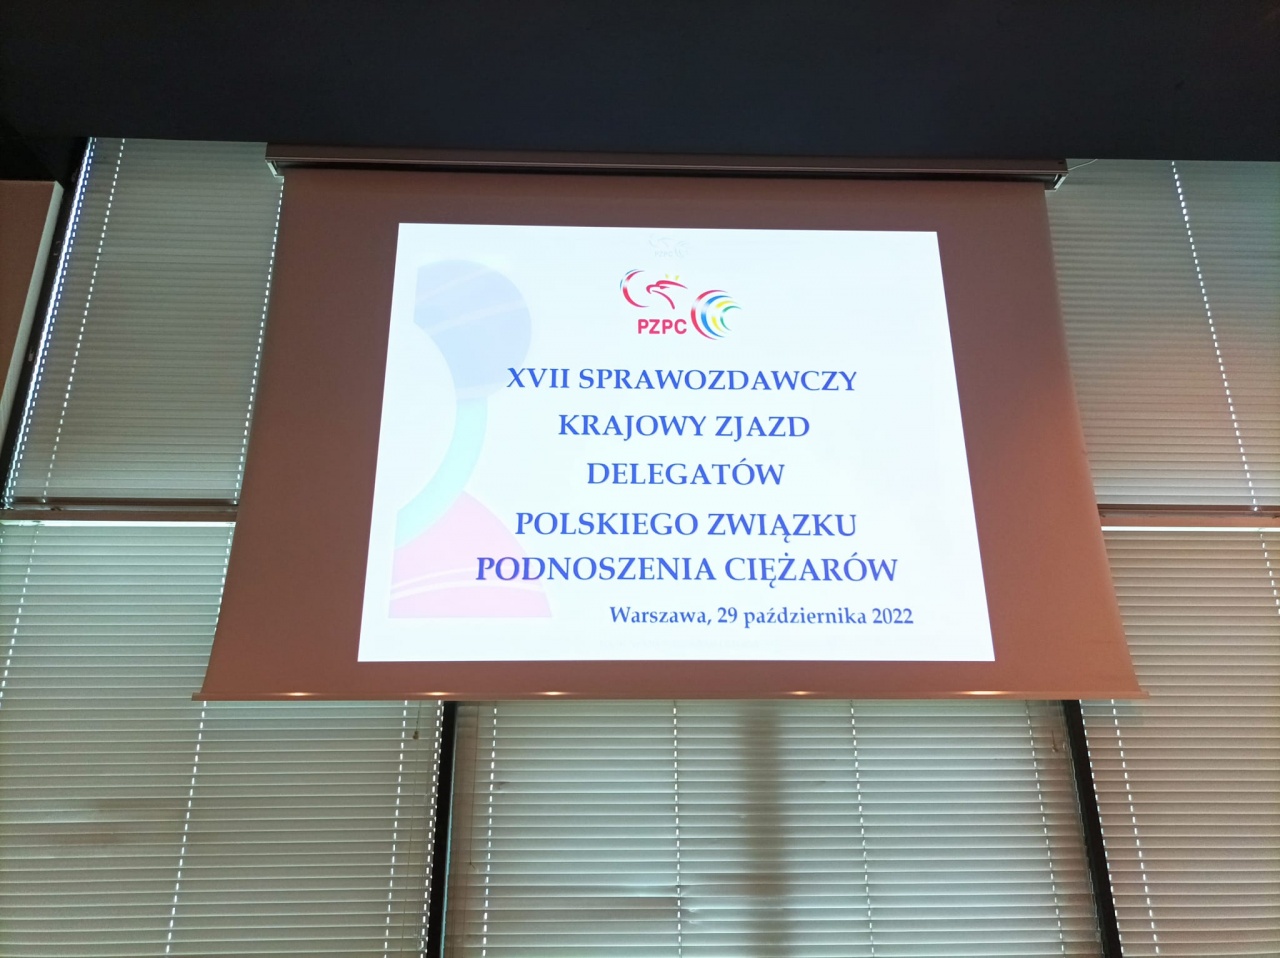 PZPC
XVII SPRAWOZDAWCZY
KRAJOWY ZJAZD
DELEGATÓW
POLSKIEGO ZWIĄZKU
PODNOSZENIA CIĘŻARÓW
Warszawa, 29 października 2022